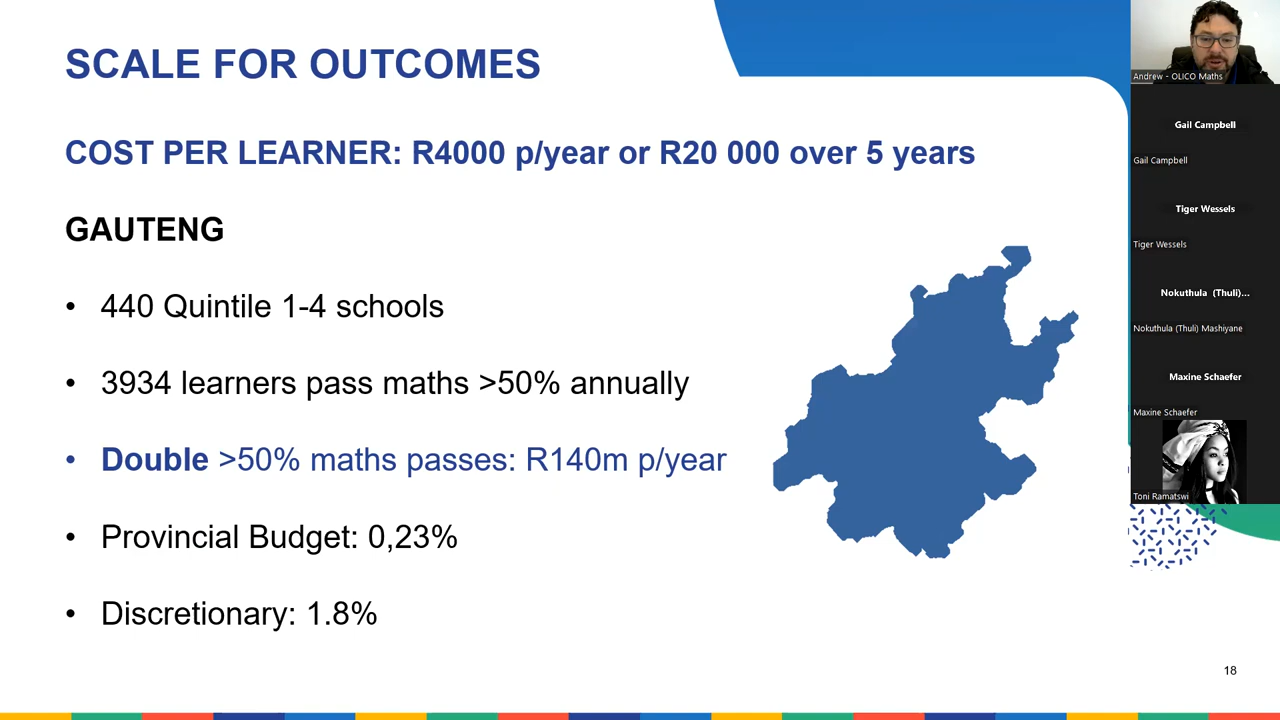 SCALE FOR OUTCOMES
COST PER LEARNER: R4000 p/year or R20 000 over 5 years
GAUTENG
• 440 Quintile 1-4 schools
• 3934 learners pass maths >50% annually
• Double >50% maths passes: R140m p/year
• Provincial Budget: 0,23%
• Discretionary: 1.8%
18
Andrew - OLICO Maths
Gail Campbell
Gail Campbell
Tiger Wessels
Tiger Wessels
Nokuthula (Thuli)...
Nokuthula (Thuli) Mashiyane
Maxine Schaefer
Maxine Schaefer
Toni Ramatswi